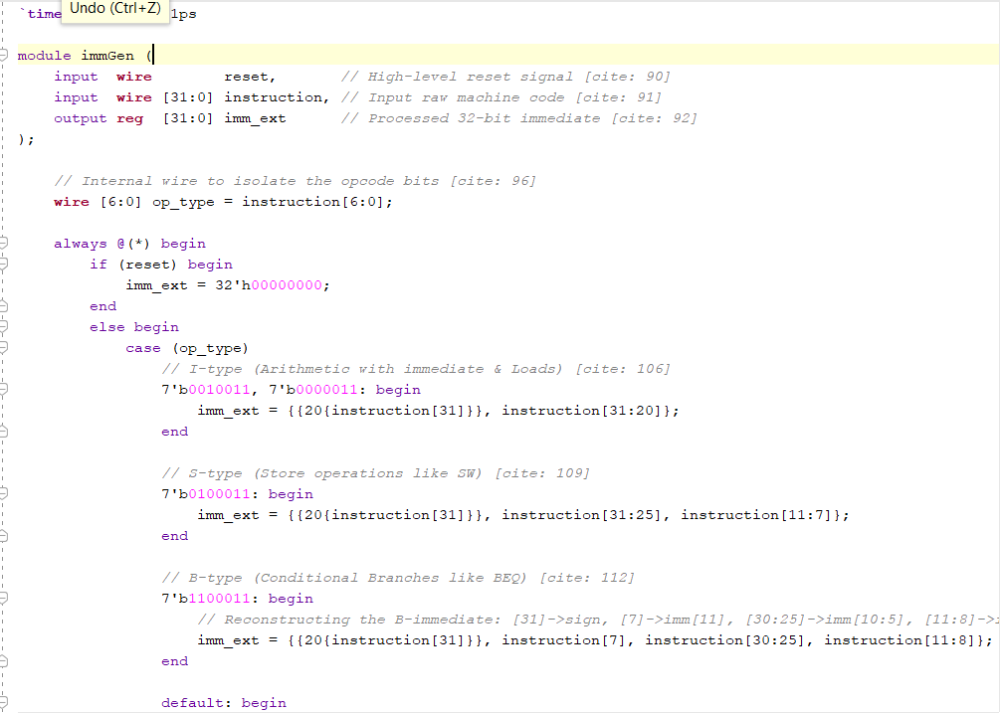 `time
Undo (Ctrl+Z)
1ps
module immGen (
    input  wire        reset,       // High-level reset signal [cite: 90]
    input  wire [31:0] instruction, // Input raw machine code [cite: 91]
    output reg  [31:0] imm_ext      // Processed 32-bit immediate [cite: 92]
);
    // Internal wire to isolate the opcode bits [cite: 96]
    wire [6:0] op_type = instruction[6:0];
    always @(*) begin
        if (reset) begin
            imm_ext = 32'h00000000;
        end
        else begin
            case (op_type)
                // I-type (Arithmetic with immediate & Loads) [cite: 106]
                7'b0010011, 7'b0000011: begin
                    imm_ext = {{20{instruction[31]}}, instruction[31:20]};
                end
                // S-type (Store operations like SW) [cite: 109]
                7'b0100011: begin
                    imm_ext = {{20{instruction[31]}}, instruction[31:25], instruction[11:7]};
                end
                // B-type (Conditional Branches like BEQ) [cite: 112]
                7'b1100011: begin
                    // Reconstructing the B-immediate: [31]->sign, [7]->imm[11], [30:25]->imm[10:5], [11:8]->
                    imm_ext = {{20{instruction[31]}}, instruction[7], instruction[30:25], instruction[11:8]};
                end
                default: begin